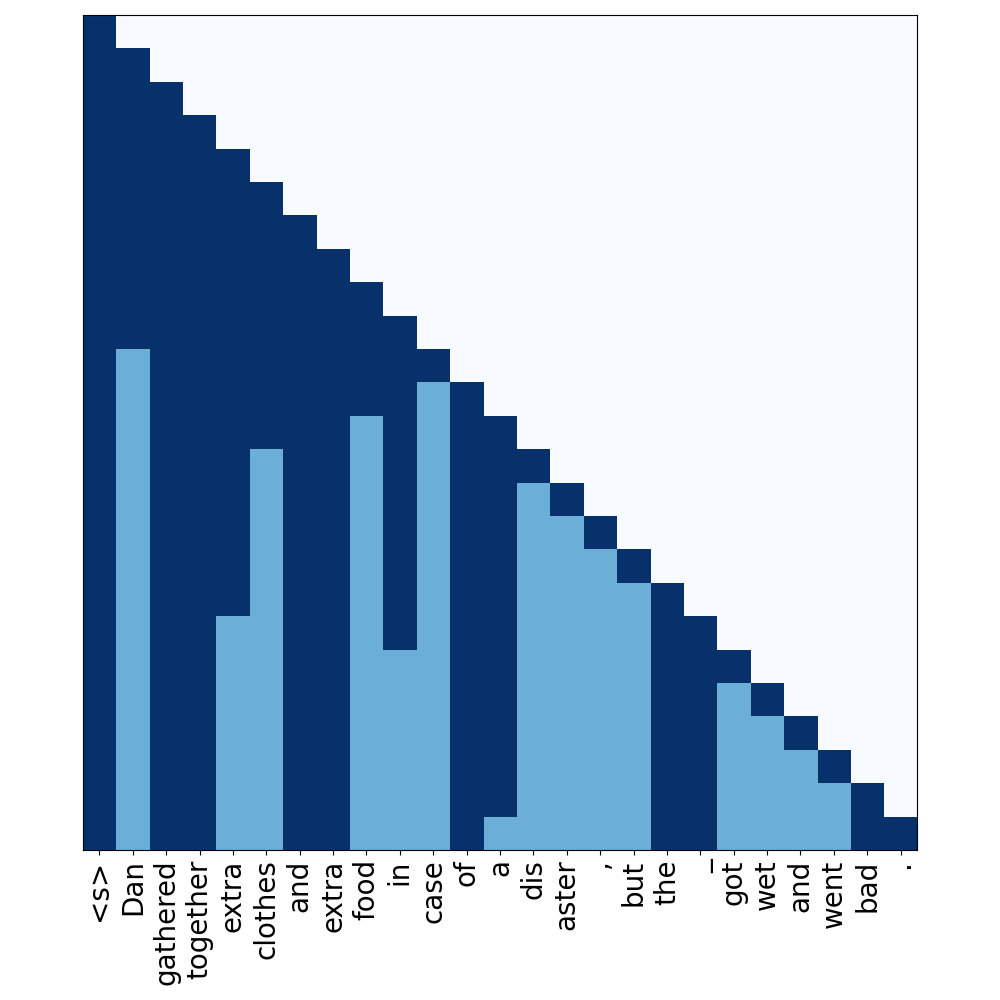 <s> Dan gathered together extra clothes and extra food in case of a dis aster , but the _ got wet and went bad .